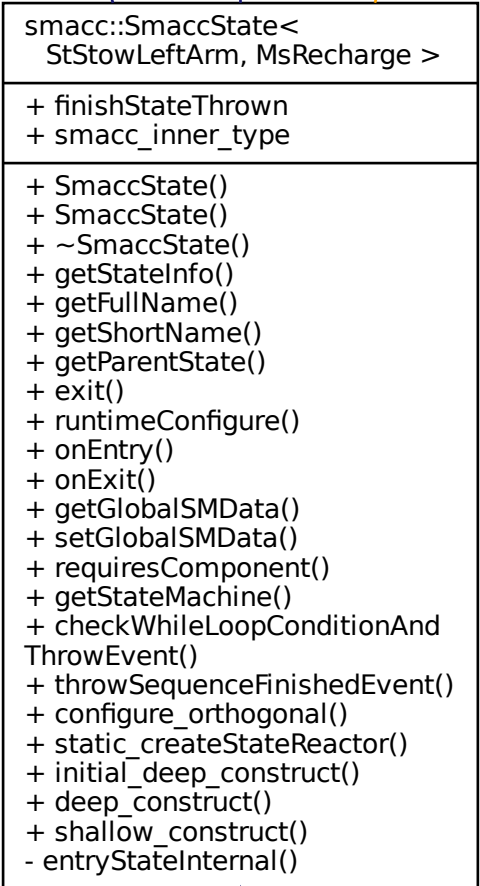 smacc::SmaccState<
StStowLeftArm, MsRecharge >
+ finishStateThrown
+ smacc_inner_type
+ SmaccState()
+ SmaccState()
+ ~SmaccState()
+ getStateInfo()
+ getFullName()
+ getShortName()
+ getParentState()
+ exit()
+ runtimeConfigure()
+ onEntry()
+ onExit()
+ getGlobalSMData()
+ setGlobalSMData()
+ requiresComponent()
+ getStateMachine()
+ checkWhileLoopConditionAnd
ThrowEvent()
+ throwSequenceFinishedEvent()
+ configure_orthogonal()
+ static_createStateReactor()
+ initial_deep_construct()
+ deep_construct()
+ shallow_construct()
- entryStateInternal()